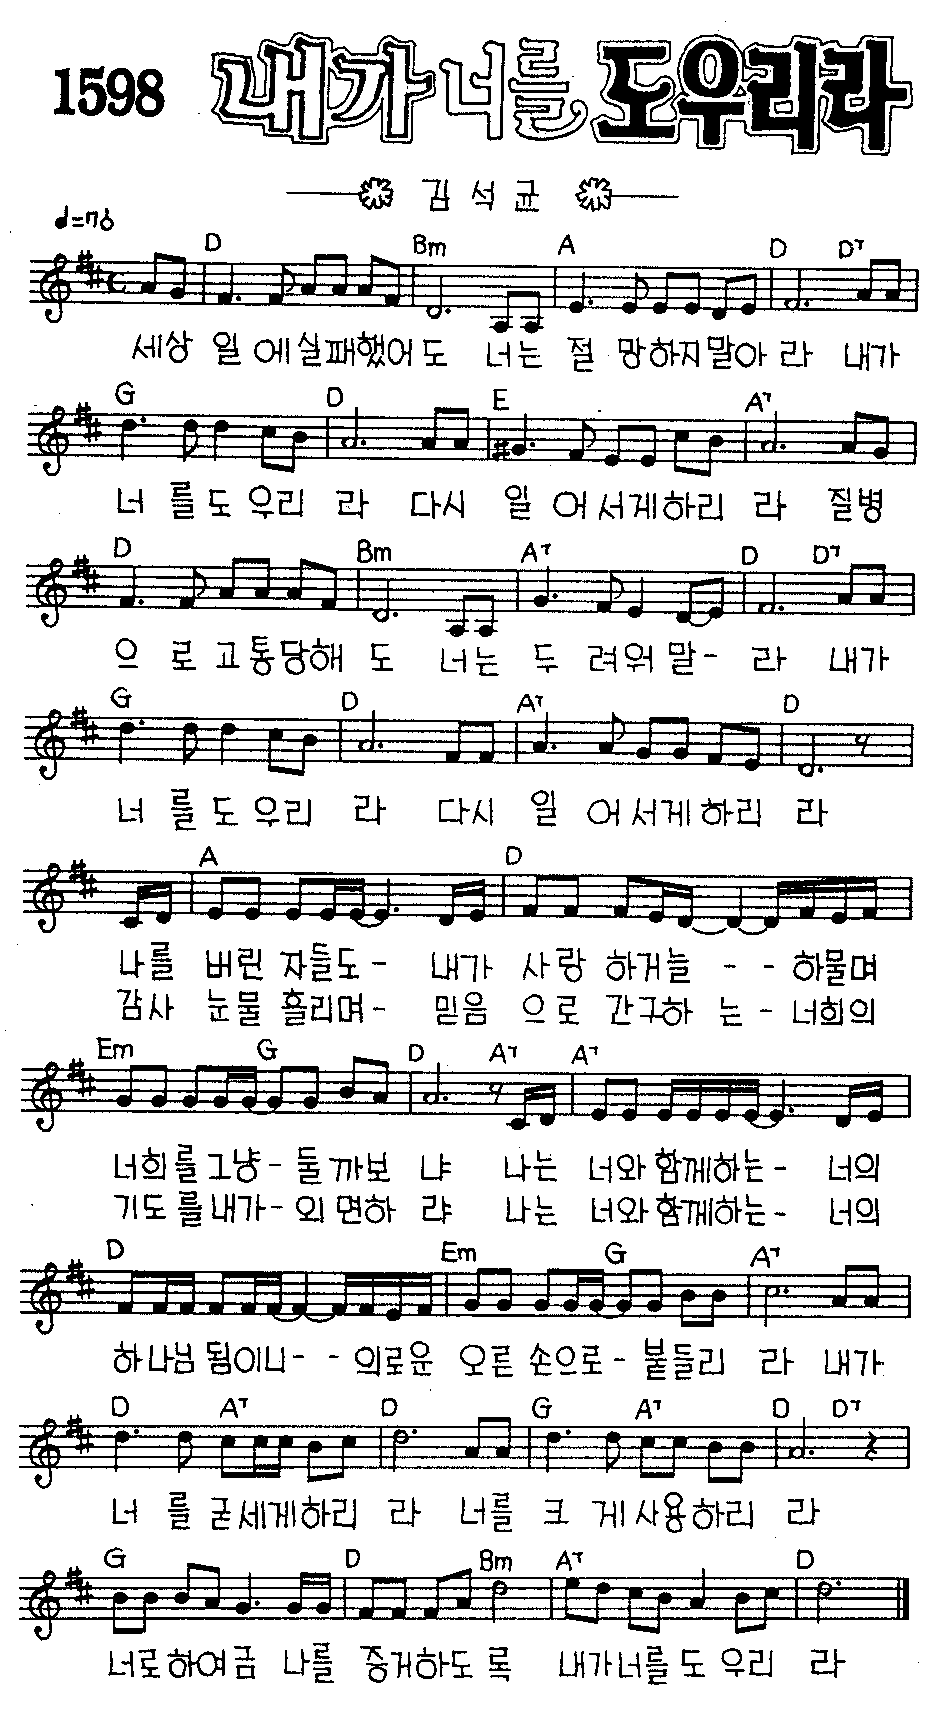 1598 내가 너를 도우리라
김석균
♩=76
D Bm A D D7
세상 일 에실패했어도 너는 절 망하지말아 라 내가
G D E A7
너 를도 우리 라 다시 일 어서게하리 라 질병
D Bm A7 D D7
으 로 고통당해 도 너는 두 려워 말- 라 내가
G D A7 D
너 를도 우리 라 다시 일 어서게 하리 라
A D
나를 버린 자들도- 내가 사랑 하거늘 - - 하물며
감사 눈물 흘리며- 믿음 으로 간구하 는- 너희의
Em G D A7 A7
너희를그냥- 둘까보 냐 나는 너와함께하는- 너의
기도를내가- 외면하 랴 나는 너와함께하는- 너의
D Em G A7
하나님 됨이니- - 의로운 오른 손으로- 붙들리 라 내가
D A7 D G A7 D D7
너 를 굳세게하리 라 너를 크 게사용하리 라
G D Bm A7 D
너로하여금 나를 증거하도 록 내가너를도 우리 라